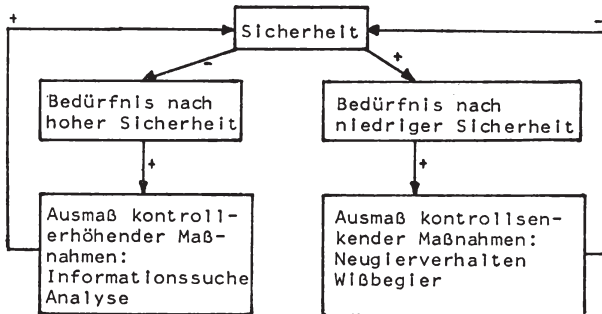 +
-
Sicherheit
-
+
Bedürfnis nach
hoher Sicherheit
Bedürfnis nach
niedriger Sicherheit
+
+
Ausmaß kontroll-
erhöhender Maß-
nahmen:
Informationssuche
Analyse
Ausmaß kontrollsen-
kender Maßnahmen:
Neugierverhalten
Wißbegier